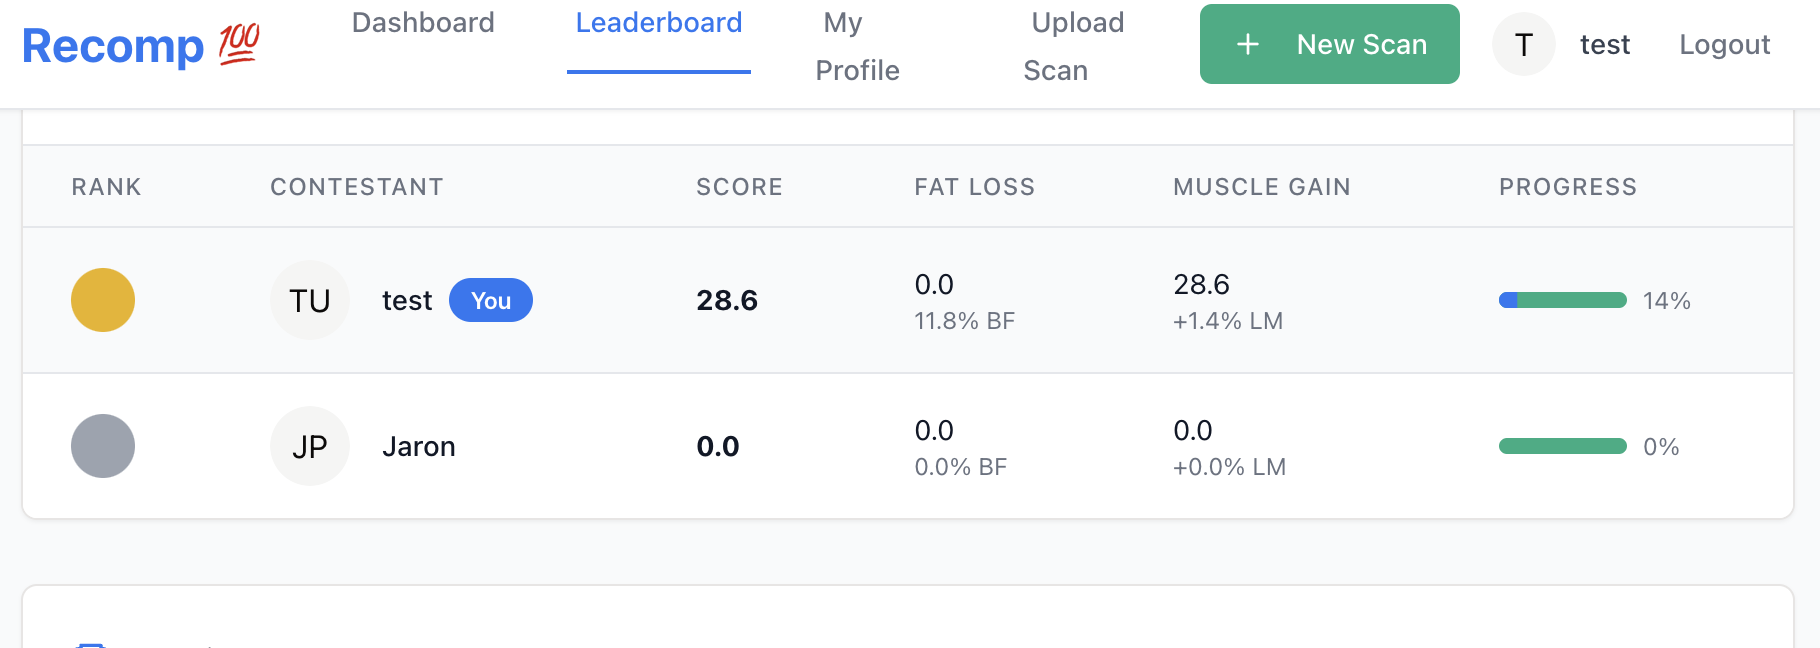 Recomp 💯
Dashboard
Leaderboard
My
Profile
Upload
Scan
+ New Scan
T
test
Logout
RANK CONTESTANT SCORE FAT LOSS MUSCLE GAIN PROGRESS
TU test You 28.6 0.0 28.6 14%
11.8% BF +1.4% LM
JP Jaron 0.0 0.0 0.0 0%
0.0% BF +0.0% LM